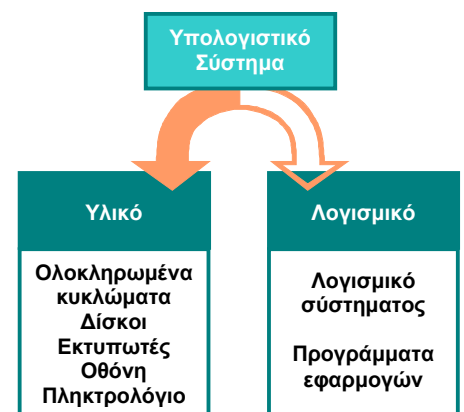 Υπολογιστικό
Σύστημα
Υλικό
Ολοκληρωμένα
κυκλώματα
Δίσκοι
Εκτυπωτές
Οθόνη
Πληκτρολόγιο
Λογισμικό
Λογισμικό
σύστηματος
Προγράμματα
εφαρμογών